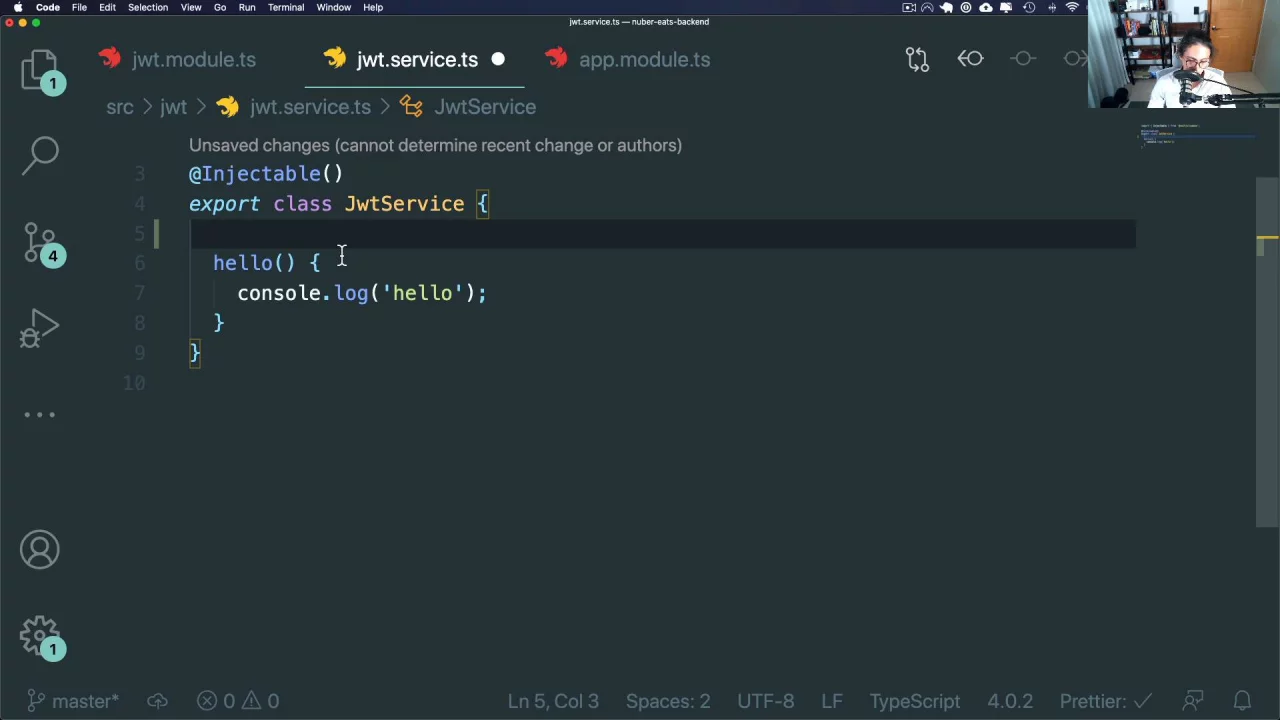 Code File Edit Selection View Go Run Terminal Window Help
jwt.service.ts — nuber-eats-backend
jwt.module.ts jwt.service.ts app.module.ts
1
src > jwt > jwt.service.ts > JwtService
Unsaved changes (cannot determine recent change or authors)
3 @Injectable()
4 export class JwtService {
5
6 hello() {
7 console.log('hello');
8 }
9 }
10
4
1
master* 0 0 Ln 5, Col 3 Spaces: 2 UTF-8 LF TypeScript 4.0.2 Prettier: ✓